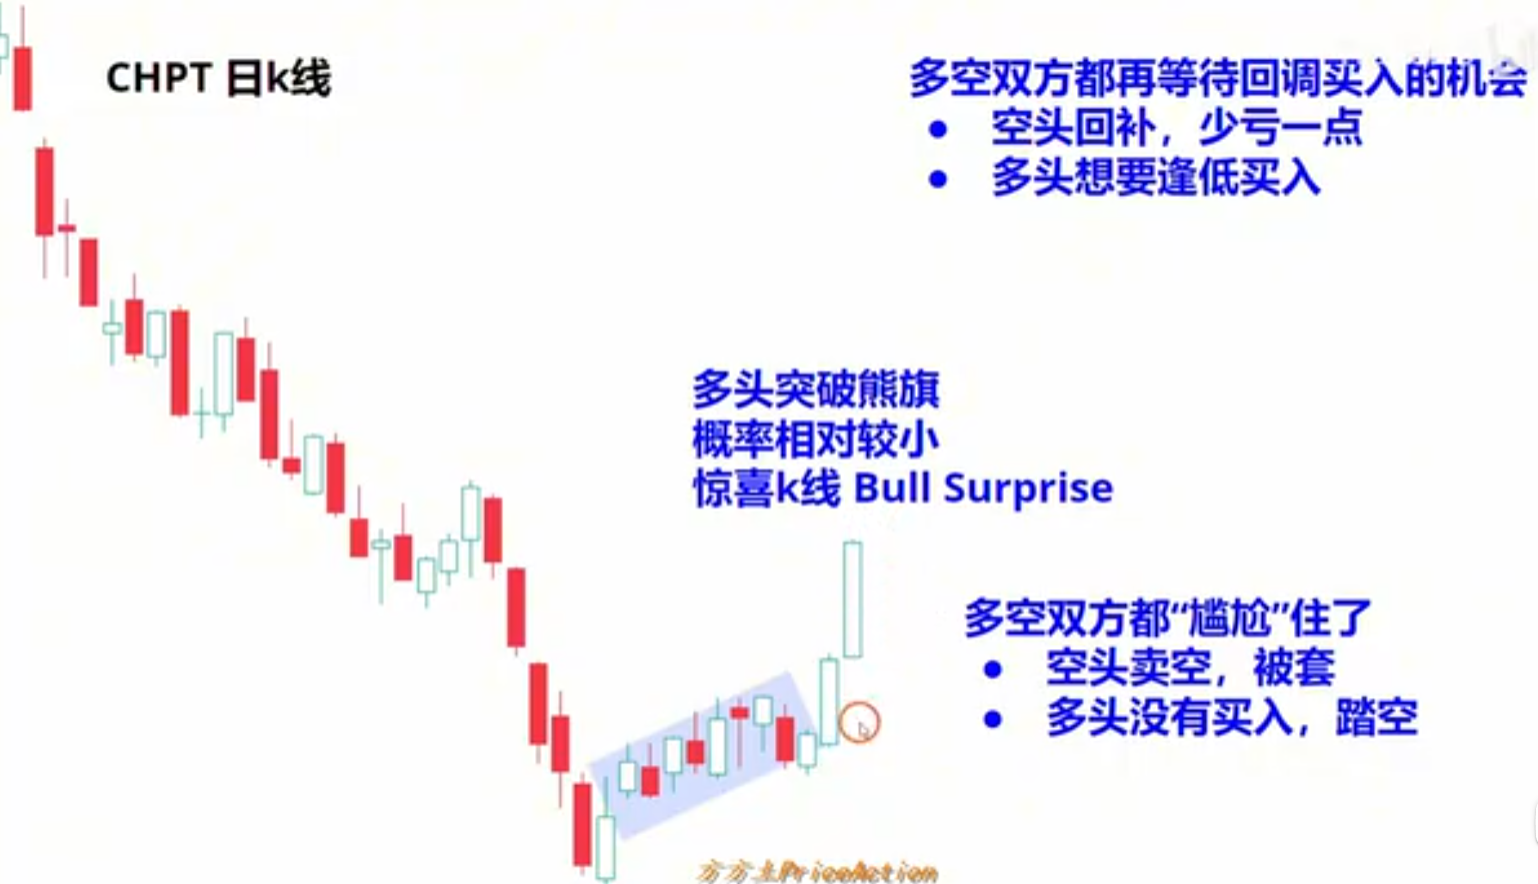 CHPT 日k线
多空双方都再等待回调买入的机会
● 空头回补，少亏一点
● 多头想要逢低买入
多头突破熊旗
概率相对较小
惊喜k线 Bull Surprise
多空双方都“尴尬”住了
● 空头卖空，被套
● 多头没有买入，踏空
方方土PriceAction